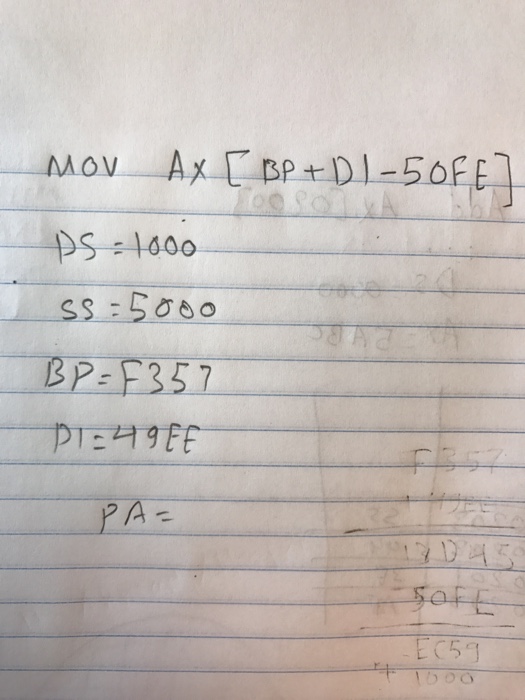 MOV AX [BP+DI-50FE]
DS=1000
SS=5000
BP=F357
DI=49EE
PA=
F357
49EE
13D45
50FE
EC59
+ 1000